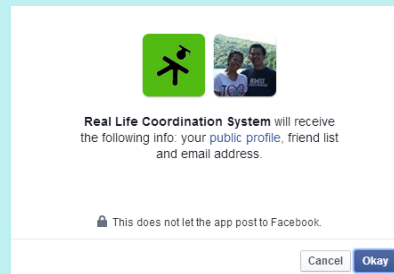 Real Life Coordination System will receive
the following info: your public profile, friend list
and email address.
This does not let the app post to Facebook.
Cancel Okay